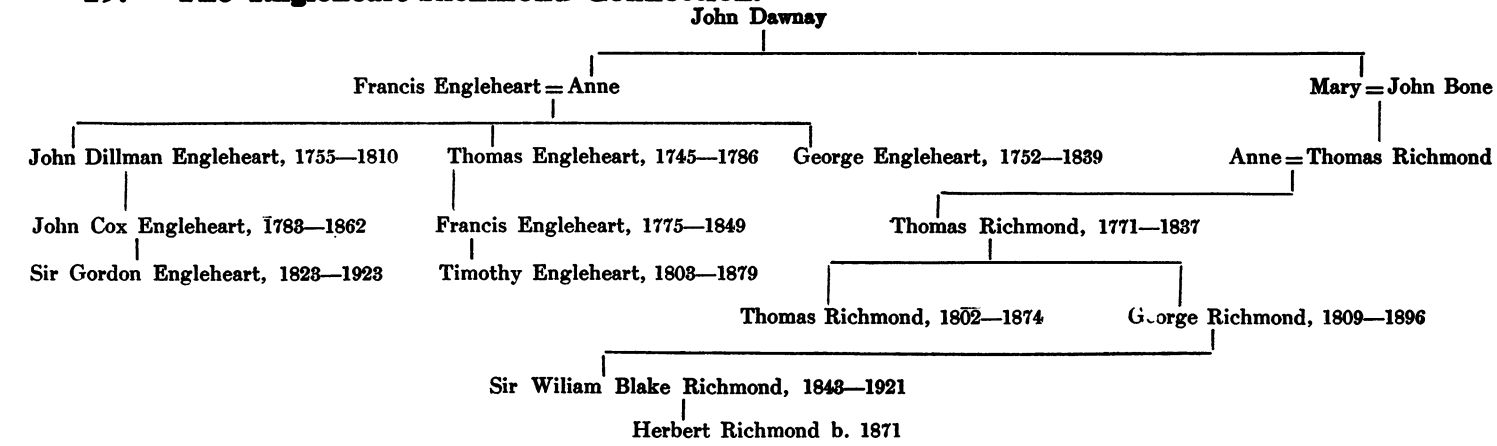 John Dawnay
Francis Engleheart = Anne
Mary = John Bone
John Dillman Engleheart, 1755—1810
Thomas Engleheart, 1745—1786
George Engleheart, 1752—1839
Anne = Thomas Richmond
John Cox Engleheart, 1783—1862
Francis Engleheart, 1775—1849
Thomas Richmond, 1771—1837
Sir Gordon Engleheart, 1823—1923
Timothy Engleheart, 1803—1879
Thomas Richmond, 1802—1874
George Richmond, 1809—1896
Sir Wiliam Blake Richmond, 1843—1921
Herbert Richmond b. 1871